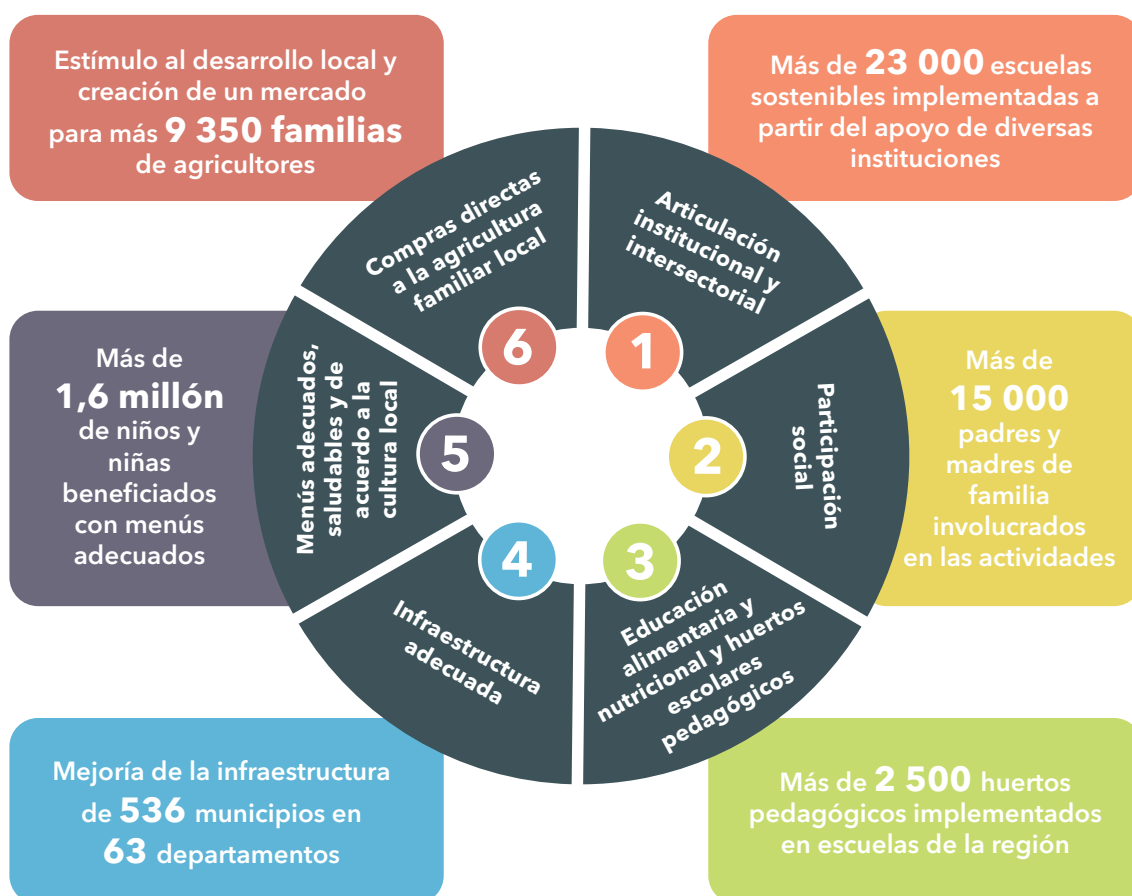 Estímulo al desarrollo local y
creación de un mercado
para más 9 350 familias
de agricultores
Más de 23 000 escuelas
sostenibles implementadas a
partir del apoyo de diversas
instituciones
Compras directas
a la agricultura
familiar local
Articulación
institucional y
intersectorial
6
1
Más de
1,6 millón
de niños y
niñas
beneficiados
con menús
adecuados
Menús adecuados,
saludables y de
acuerdo a la
cultura local
5
2
Participación
social
Más de
15 000
padres y
madres de
familia
involucrados
en las actividades
4
3
Infraestructura
adecuada
Educación
alimentaria y
nutricional y huertos
escolares
pedagógicos
Mejoría de la infraestructura
de 536 municipios en
63 departamentos
Más de 2 500 huertos
pedagógicos implementados
en escuelas de la región